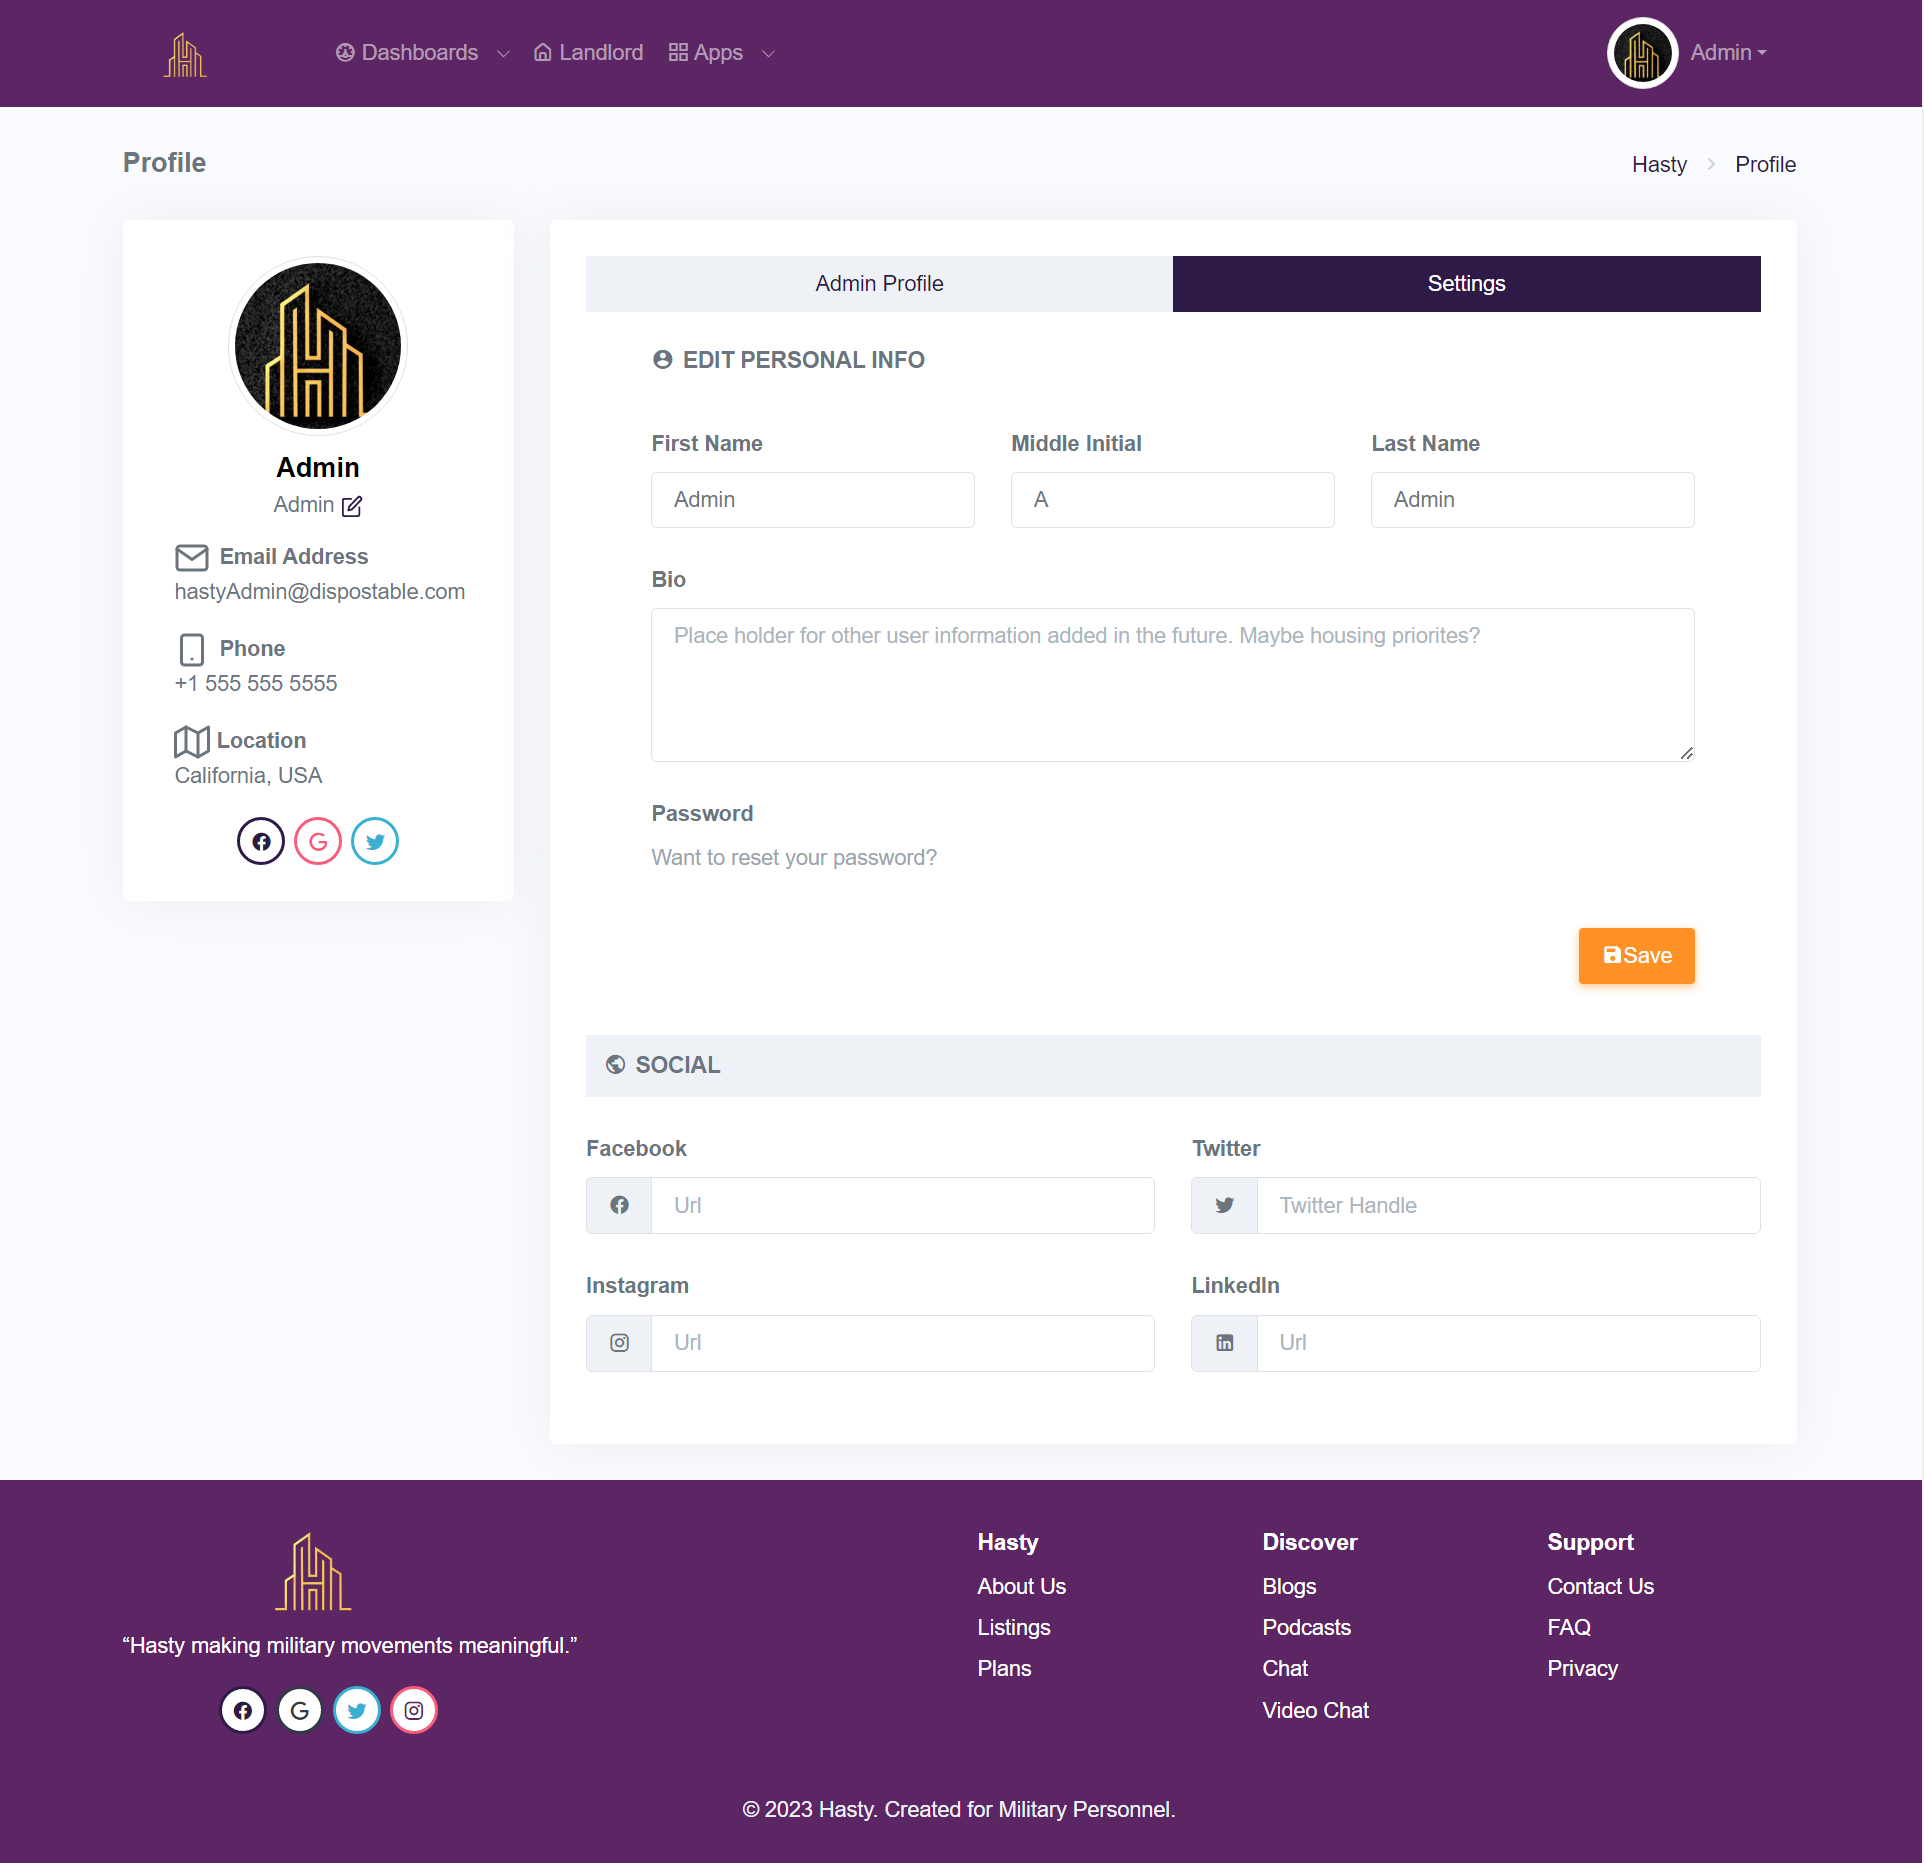 Dashboards Landlord Apps Admin
Profile
Hasty Profile
Admin
Admin
Email Address
hastyAdmin@dispostable.com
Phone
+1 555 555 5555
Location
California, USA
Admin Profile Settings
EDIT PERSONAL INFO
First Name Middle Initial Last Name
Admin A Admin
Bio
Place holder for other user information added in the future. Maybe housing priorites?
Password
Want to reset your password?
Save
SOCIAL
Facebook Twitter
Url Twitter Handle
Instagram LinkedIn
Url Url
“Hasty making military movements meaningful.”
Hasty
About Us
Listings
Plans
Discover
Blogs
Podcasts
Chat
Video Chat
Support
Contact Us
FAQ
Privacy
© 2023 Hasty. Created for Military Personnel.